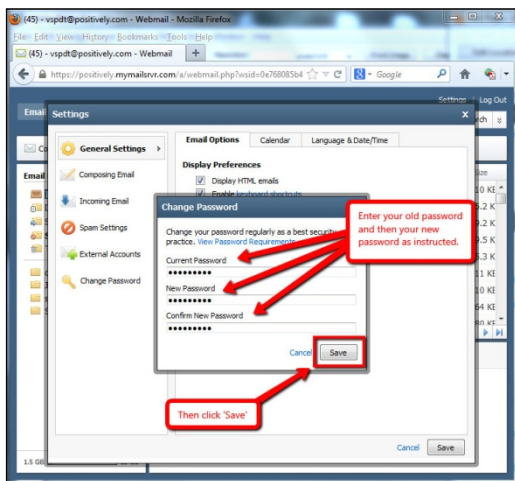 (45) - vspdt@positively.com - Webmail - Mozilla Firefox
File Edit View History Bookmarks Tools Help
(45) - vspdt@positively.com - Webmail +
https://positively.mymailsrvr.com/a/webmail.php?wsid=0e768085b4
Google
Settings Log Out
Email
Settings x
General Settings
Composing Email
Incoming Email
Spam Settings
External Accounts
Change Password
Email Options Calendar Language & Date/Time
Display Preferences
Display HTML emails
Enable keyboard shortcuts
Change Password
Change your password regularly as a best security
practice. View Password Requirements
Current Password
New Password
Confirm New Password
Cancel Save
Enter your old password
and then your new
password as instructed.
Then click 'Save'
Cancel Save
1.5 GB